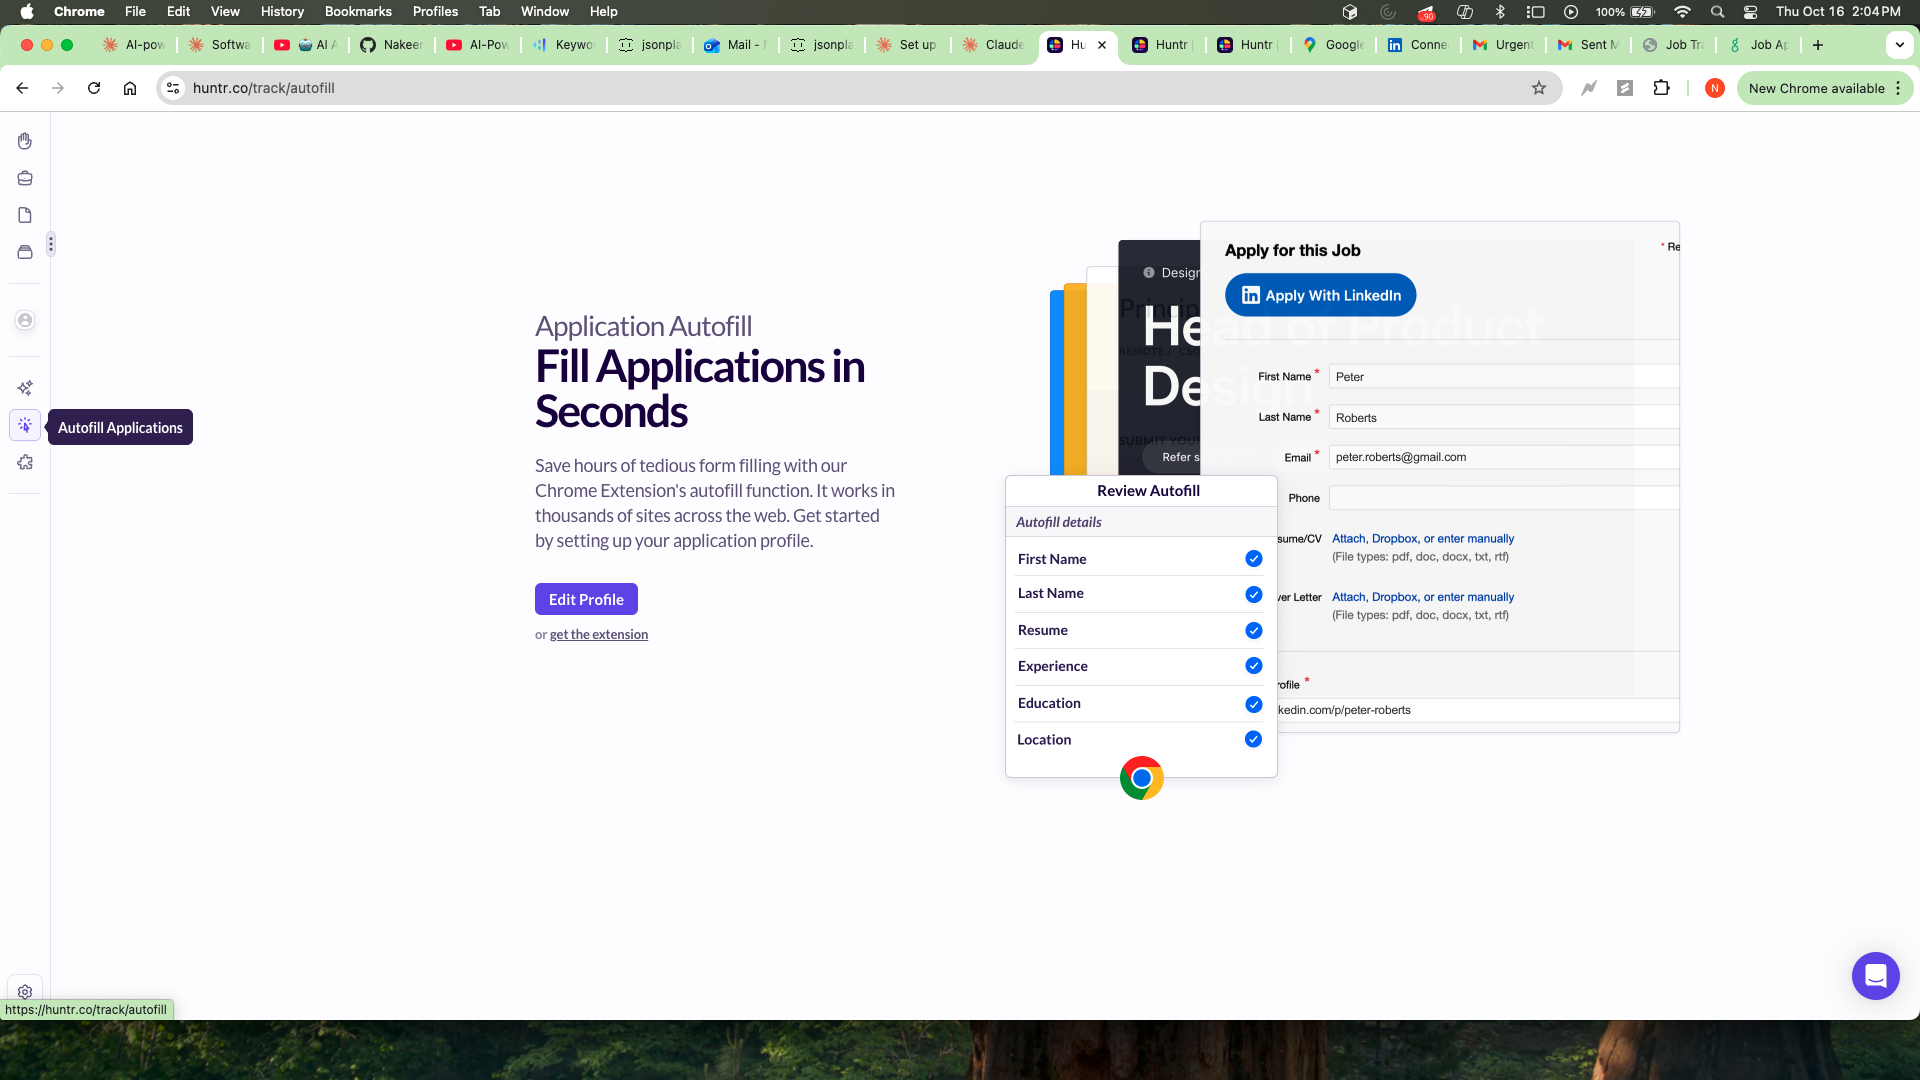 Chrome File Edit View History Bookmarks Profiles Tab Window Help 90 100% Thu Oct 16 2:04 PM
AI-pow Softwa AI A Nakeer AI-Pow Keywo jsonpla Mail - jsonpla Set up Claude Hu Huntr Huntr Google Conne Urgent Sent M Job Tra Job Ap
huntr.co/track/autofill N New Chrome available
Autofill Applications
Application Autofill
Fill Applications in
Seconds
Save hours of tedious form filling with our
Chrome Extension's autofill function. It works in
thousands of sites across the web. Get started
by setting up your application profile.
Edit Profile
or get the extension
Apply for this Job
* Re
Apply With LinkedIn
Design
Head of Product
Design
REMOTE /
SUBMIT YOUR
Refer s
First Name * Peter
Last Name * Roberts
Email * peter.roberts@gmail.com
Phone
sume/CV Attach, Dropbox, or enter manually
(File types: pdf, doc, docx, txt, rtf)
ver Letter Attach, Dropbox, or enter manually
(File types: pdf, doc, docx, txt, rtf)
rofile *
kedin.com/p/peter-roberts
Review Autofill
Autofill details
First Name
Last Name
Resume
Experience
Education
Location
https://huntr.co/track/autofill